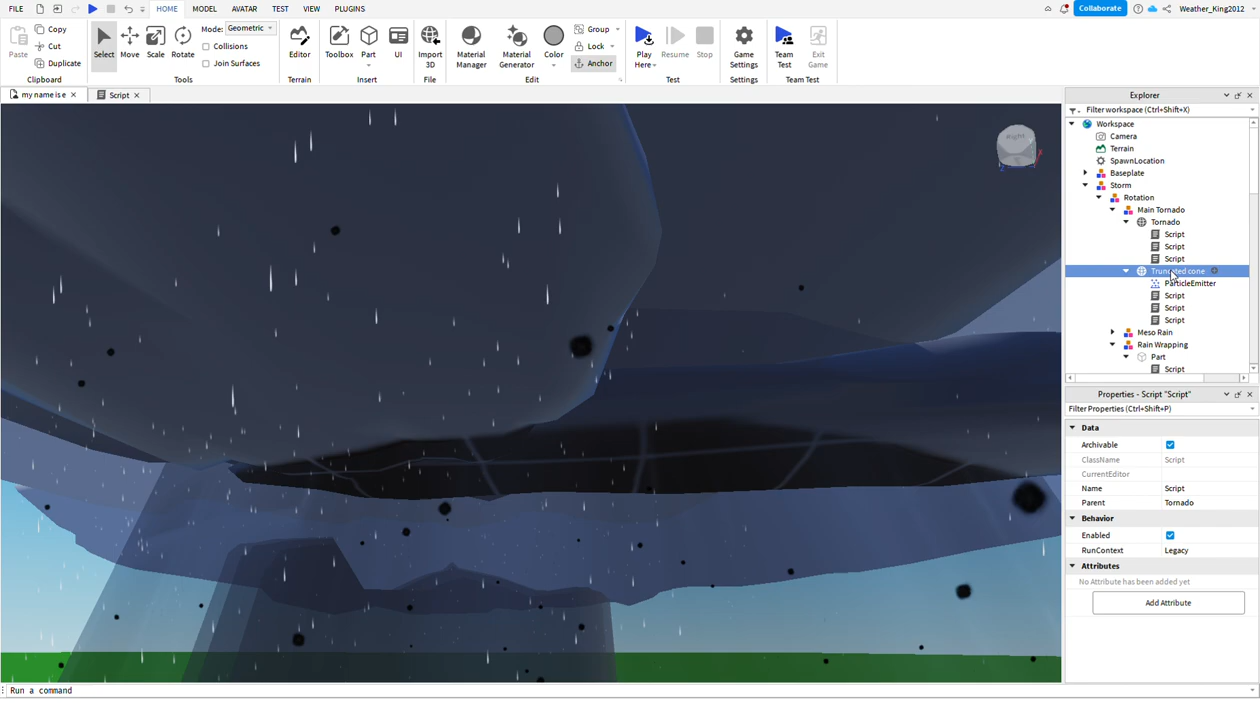 FILE HOME MODEL AVATAR TEST VIEW PLUGINS Collaborate Weather_King2012
Copy Mode: Geometric Group
Cut Collisions Lock
Paste Duplicate Select Move Scale Rotate Join Surfaces Editor Toolbox Part UI Import 3D Material Manager Material Generator Color Anchor Play Here Resume Stop Game Settings Team Test Exit Game
Clipboard Tools Terrain Insert File Edit Test Settings Team Test
my name is e Script
Explorer
Filter workspace (Ctrl+Shift+X)
Workspace
Camera
Terrain
SpawnLocation
Baseplate
Storm
Rotation
Main Tornado
Tornado
Script
Script
Script
Truncated cone
ParticleEmitter
Script
Script
Script
Meso Rain
Rain Wrapping
Part
Script
Properties - Script "Script"
Filter Properties (Ctrl+Shift+P)
Data
Archivable
ClassName Script
CurrentEditor
Name Script
Parent Tornado
Behavior
Enabled
RunContext Legacy
Attributes
No Attribute has been added yet
Add Attribute
Right
X
Z
Run a command